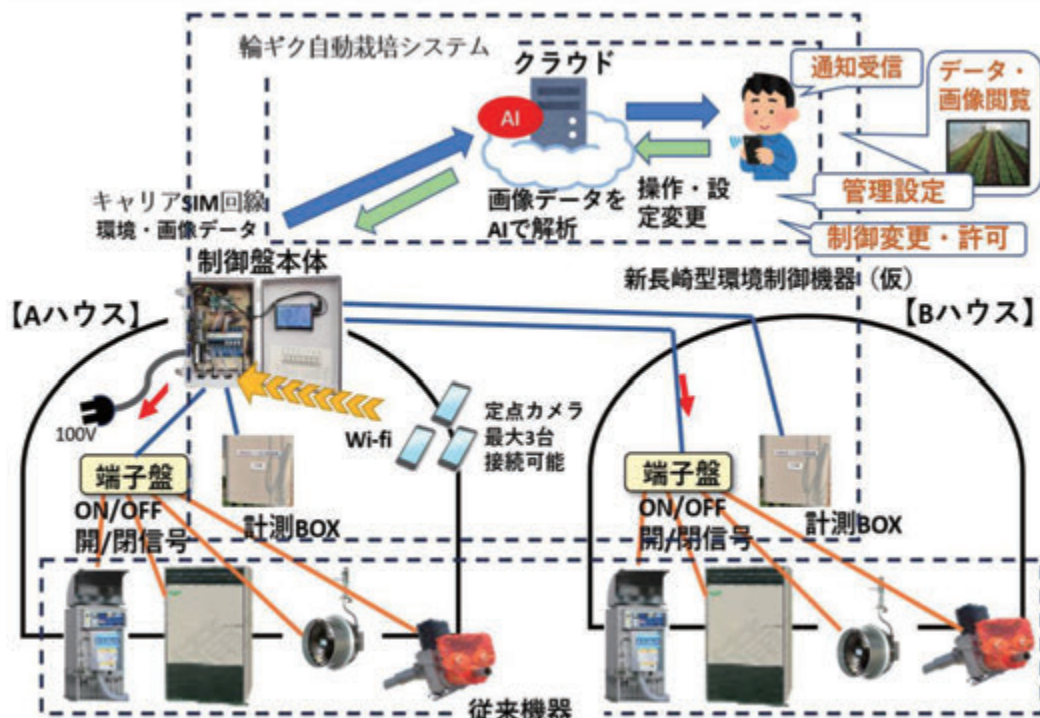 輪ギク自動栽培システム
クラウド
AI
通知受信
データ・
画像閲覧
キャリアSIM回線
環境・画像データ
画像データを
AIで解析
操作・設
定変更
管理設定
制御変更・許可
制御盤本体
新長崎型環境制御機器（仮）
【Aハウス】
【Bハウス】
100V
Wi-fi
定点カメラ
最大3台
接続可能
端子盤
ON/OFF
開/閉信号
計測BOX
端子盤
ON/OFF
開/閉信号
計測BOX
従来機器